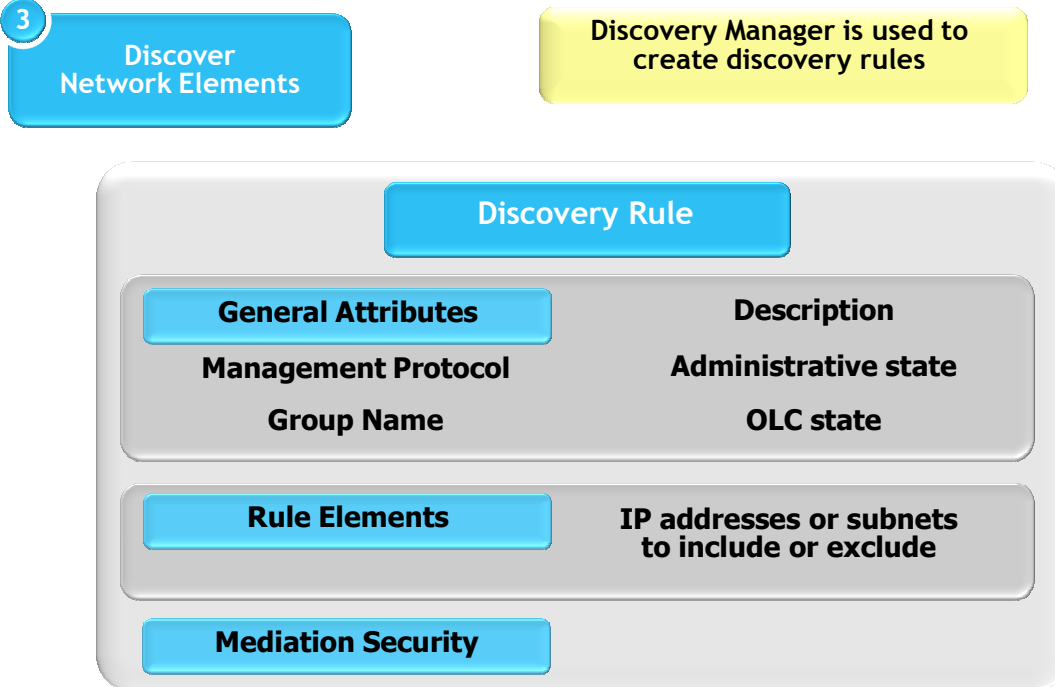 3
Discover
Network Elements
Discovery Manager is used to
create discovery rules
Discovery Rule
General Attributes
Description
Management Protocol
Administrative state
Group Name
OLC state
Rule Elements
IP addresses or subnets
to include or exclude
Mediation Security